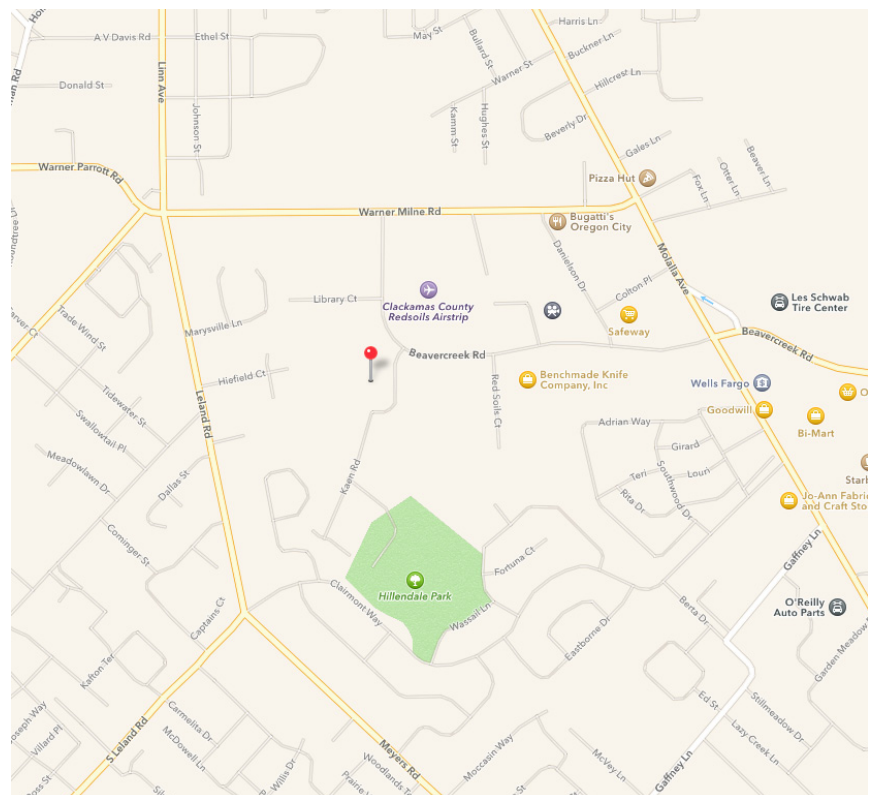 Harris Ln
A V Davis Rd
Ethel St
May St
Bullard St
Buckner Ln
Linn Ave
Warner St
Hillcrest Ln
Donald St
Johnson St
Kamm St
Hughes St
Beverly Dr
Gales Ln
Beaver Ln
Otter Ln
Fox Ln
Warner Parrott Rd
Pizza Hut
Warner Milne Rd
Bugatti's
Oregon City
Molalla Ave
Danielson Dr
Colton Pl
Library Ct
Clackamas County
Redsoils Airstrip
Les Schwab
Tire Center
Trade Wind St
Marysville Ln
Safeway
Beavercreek Rd
Beavercreek Rd
Hiefield Ct
Benchmade Knife
Company, Inc
Wells Fargo
Red Soils Ct
Tidewater St
Leland Rd
Goodwill
Swallowtail Pl
Adrian Way
Bi-Mart
Girard
Meadowlawn Dr
Dallas St
Kaen Rd
Teri
Louri
Southwood Dr
Rita Dr
Jo-Ann Fabric
and Craft Sto
Cominger St
Gaffney Ln
Fortuna Ct
Hillendale Park
Clairmont Way
Captains Ct
Wassail Ln
Berta Dr
O'Reilly
Auto Parts
Eastborne Dr
Kafton Ter
Garden Meadow
Joseph Way
Villard Pl
S Leland Rd
Carmelita Dr
McDowell Ln
Ed St
Stillmeadow Dr
Lazy Creek Ln
Meyers Rd
Moccasin Way
McVey Ln
Gaffney Ln
Willis Dr
Woodlands Ter